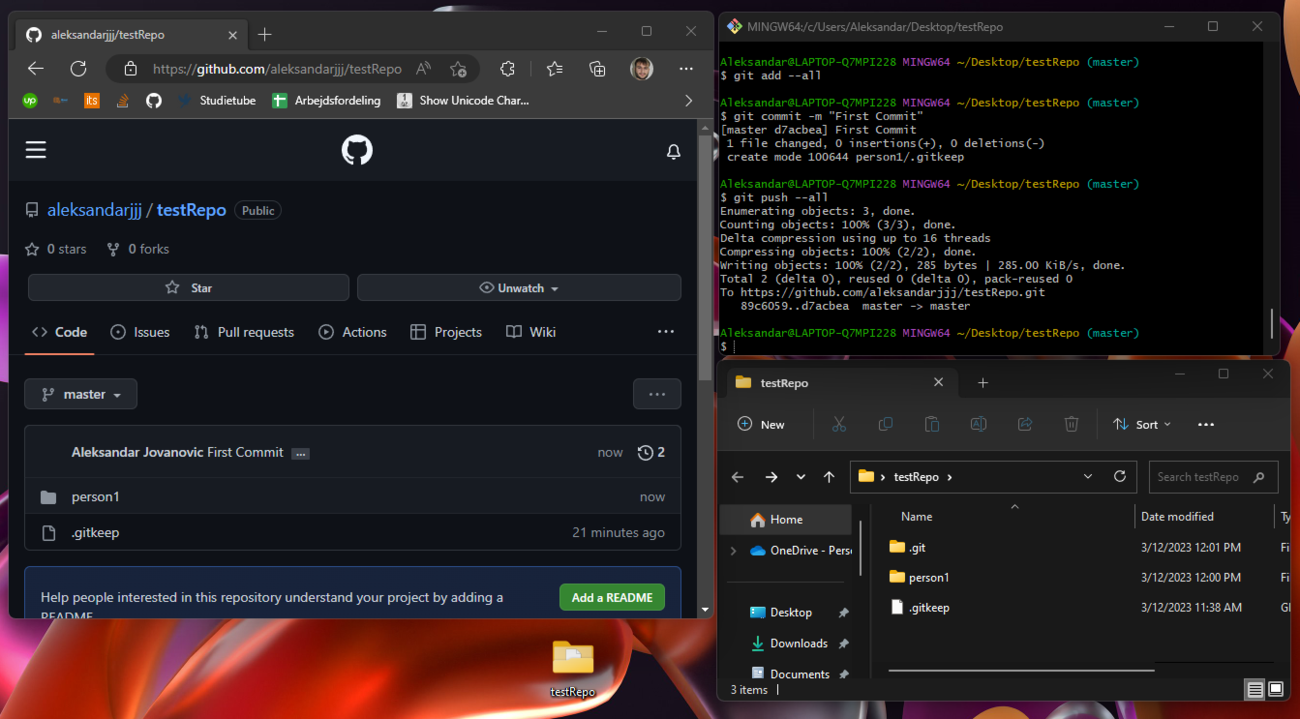 aleksandarjjj/testRepo
https://github.com/aleksandarjjj/testRepo
up
its
Studietube
Arbejdsfordeling
Show Unicode Char...
aleksandarjjj / testRepo Public
0 stars 0 forks
Star
Unwatch
Code Issues Pull requests Actions Projects Wiki
master
Aleksandar Jovanovic First Commit ... now 2
person1 now
.gitkeep 21 minutes ago
Help people interested in this repository understand your project by adding a
README
Add a README
MINGW64:/c/Users/Aleksandar/Desktop/testRepo
Aleksandar@LAPTOP-Q7MPI228 MINGW64 ~/Desktop/testRepo (master)
$ git add --all
Aleksandar@LAPTOP-Q7MPI228 MINGW64 ~/Desktop/testRepo (master)
$ git commit -m "First Commit"
[master d7acbea] First Commit
1 file changed, 0 insertions(+), 0 deletions(-)
create mode 100644 person1/.gitkeep
Aleksandar@LAPTOP-Q7MPI228 MINGW64 ~/Desktop/testRepo (master)
$ git push --all
Enumerating objects: 3, done.
Counting objects: 100% (3/3), done.
Delta compression using up to 16 threads
Compressing objects: 100% (2/2), done.
Writing objects: 100% (2/2), 285 bytes | 285.00 KiB/s, done.
Total 2 (delta 0), reused 0 (delta 0), pack-reused 0
To https://github.com/aleksandarjjj/testRepo.git
89c6059..d7acbea master -> master
Aleksandar@LAPTOP-Q7MPI228 MINGW64 ~/Desktop/testRepo (master)
$
testRepo
New
Sort
testRepo
Search testRepo
Home
OneDrive - Perso
Desktop
Downloads
Documents
Name Date modified Ty
.git 3/12/2023 12:01 PM Fi
person1 3/12/2023 12:00 PM Fi
.gitkeep 3/12/2023 11:38 AM GI
3 items
testRepo